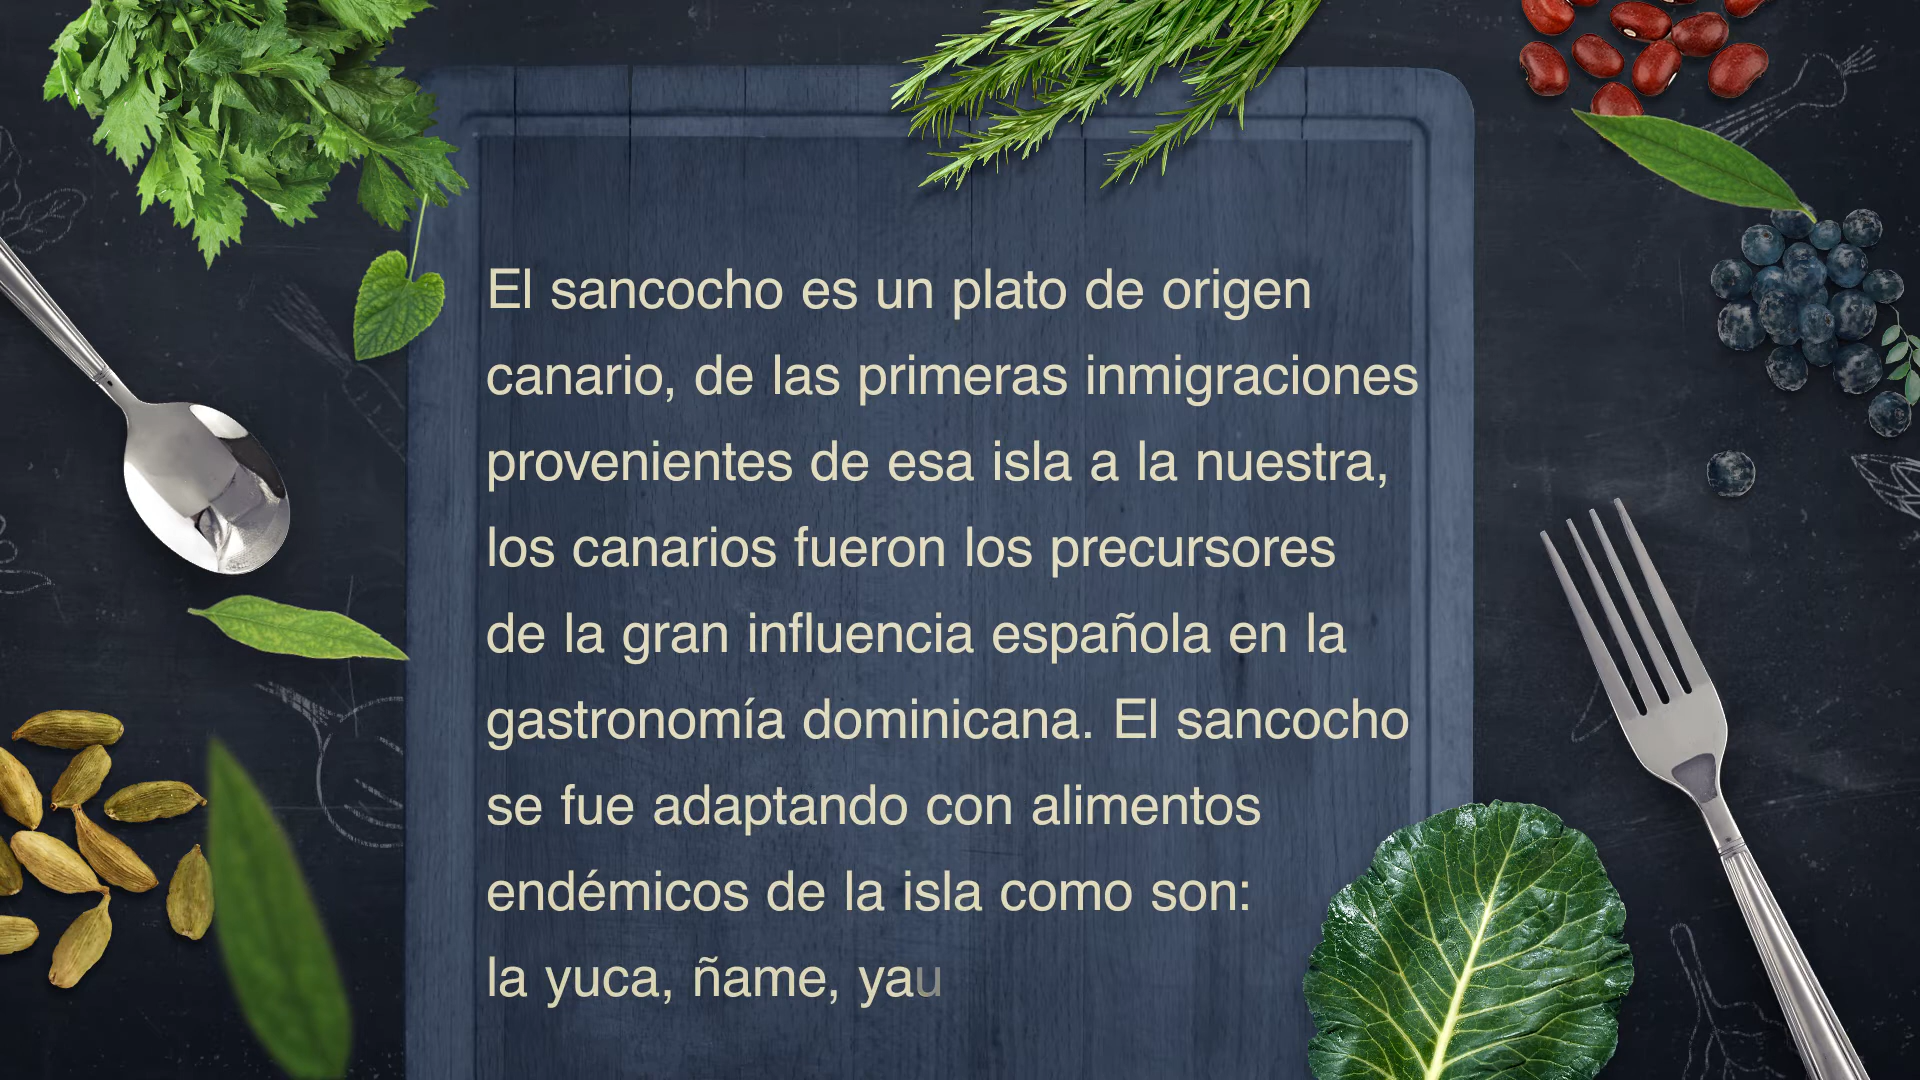 El sancocho es un plato de origen
canario, de las primeras inmigraciones
provenientes de esa isla a la nuestra,
los canarios fueron los precursores
de la gran influencia española en la
gastronomía dominicana. El sancocho
se fue adaptando con alimentos
endémicos de la isla como son:
la yuca, ñame, yau